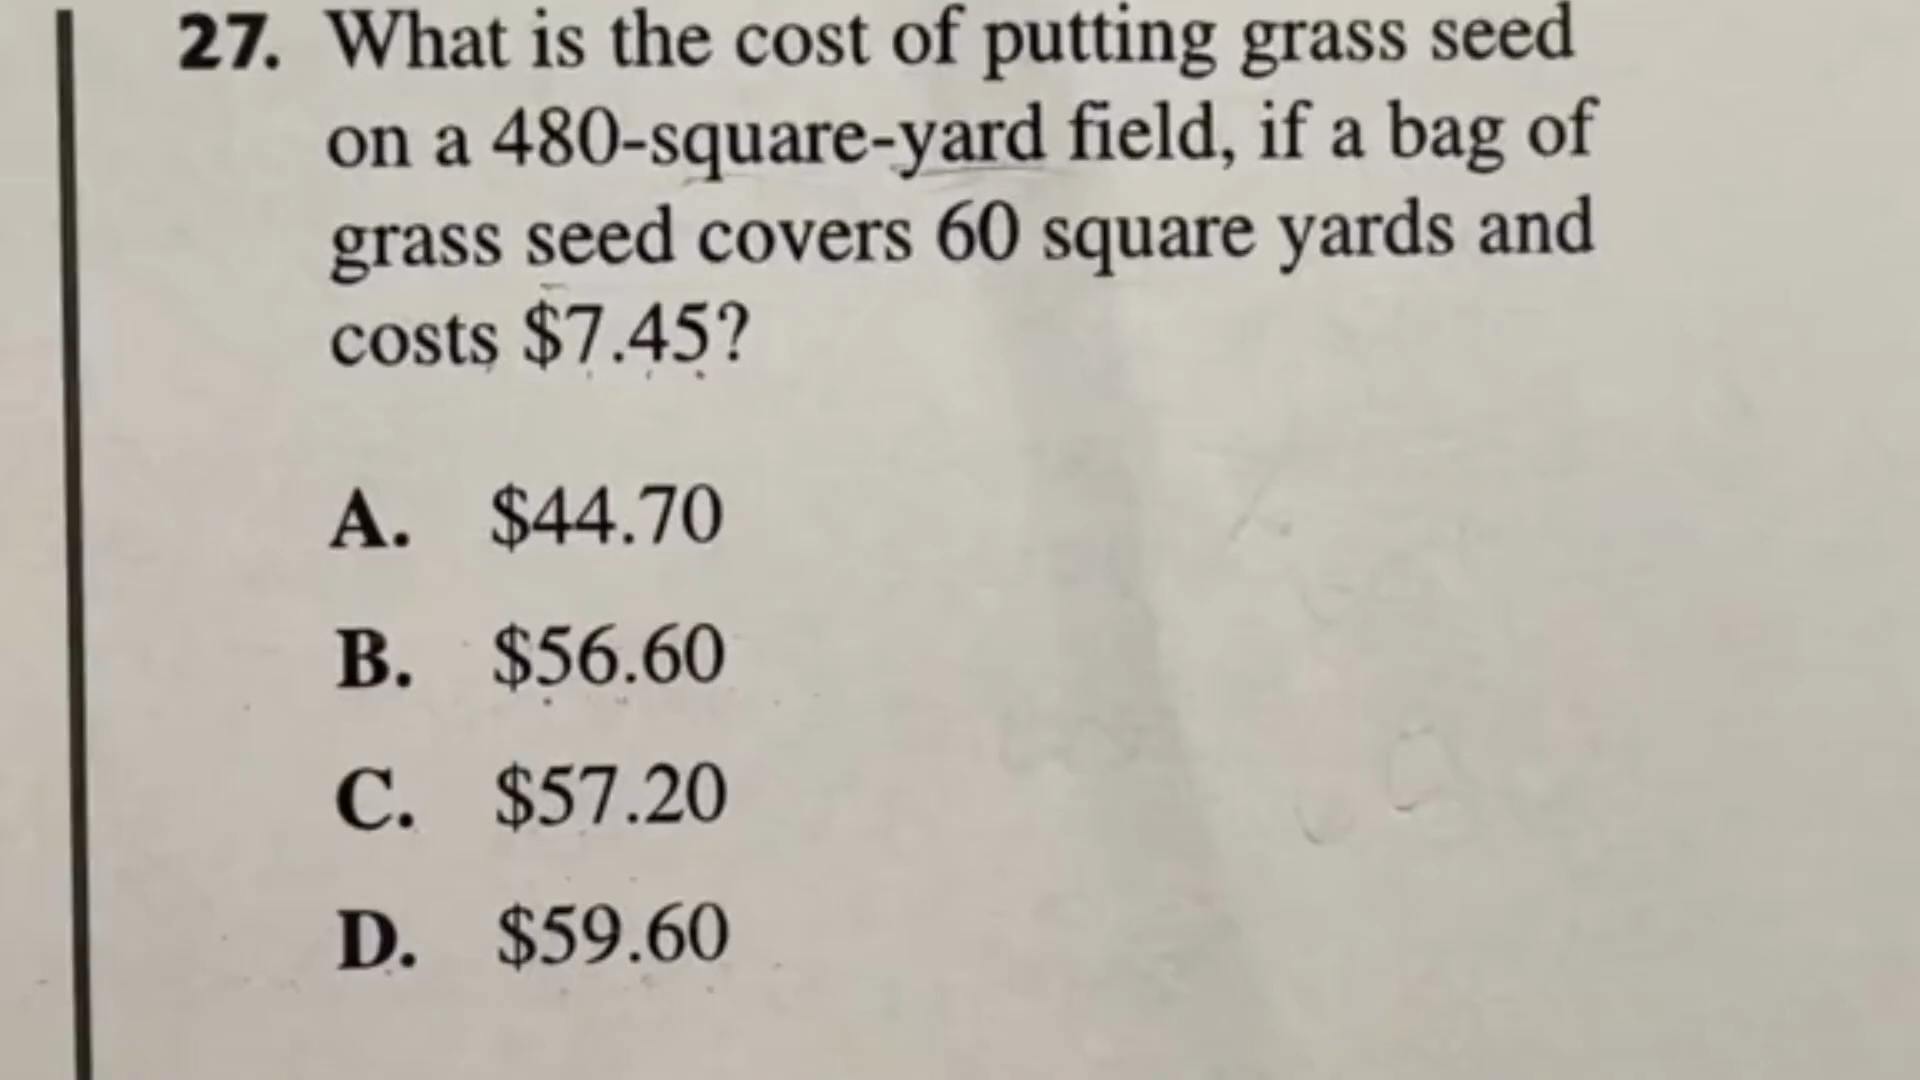 27. What is the cost of putting grass seed
on a 480-square-yard field, if a bag of
grass seed covers 60 square yards and
costs $7.45?
A. $44.70
B. $56.60
C. $57.20
D. $59.60